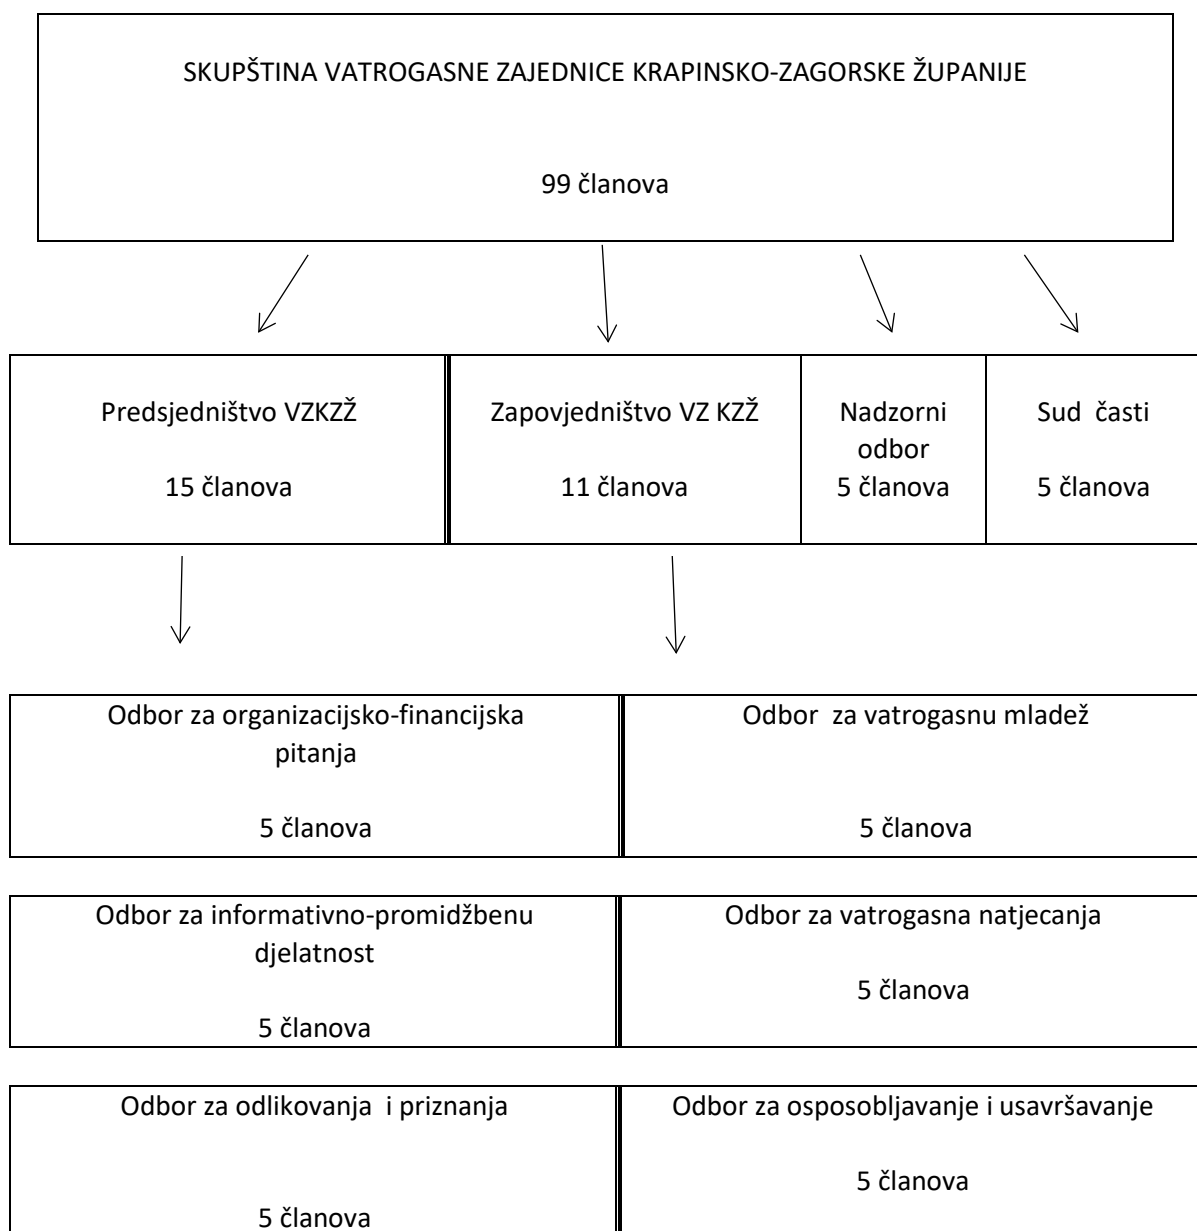 SKUPŠTINA VATROGASNE ZAJEDNICE KRAPINSKO-ZAGORSKE ŽUPANIJE
99 članova
Predsjedništvo VZKZŽ
15 članova
Zapovjedništvo VZ KZŽ
11 članova
Nadzorni
odbor
5 članova
Sud časti
5 članova
Odbor za organizacijsko-financijska
pitanja
5 članova
Odbor za vatrogasnu mladež
5 članova
Odbor za informativno-promidžbenu
djelatnost
5 članova
Odbor za vatrogasna natjecanja
5 članova
Odbor za odlikovanja i priznanja
5 članova
Odbor za osposobljavanje i usavršavanje
5 članova